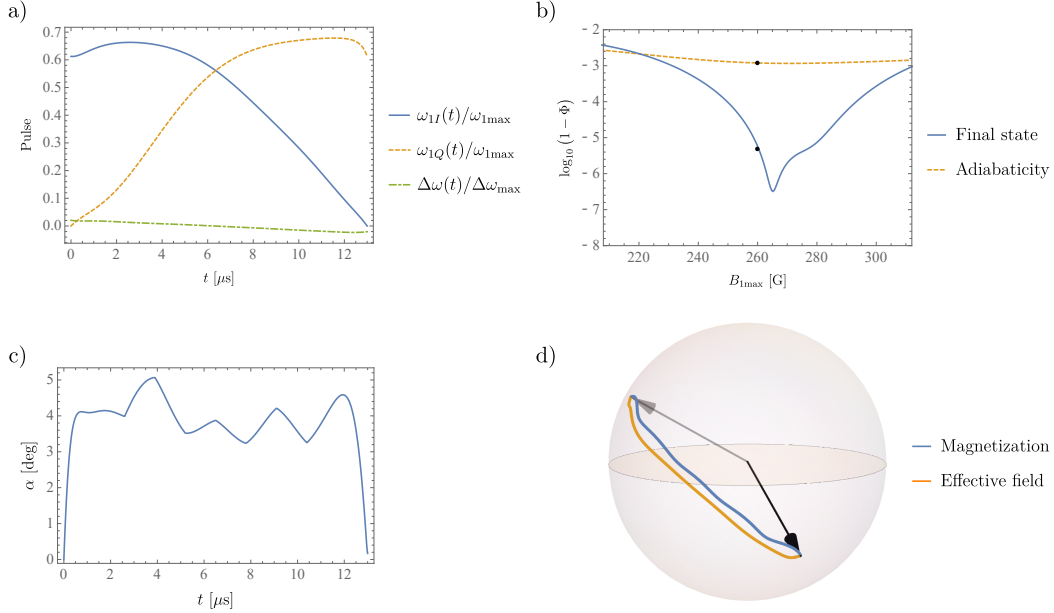 a)
Pulse
0.7
0.6
0.5
0.4
0.3
0.2
0.1
0.0
0 2 4 6 8 10 12
t [μs]
ω1I(t)/ω1max
ω1Q(t)/ω1max
Δω(t)/Δωmax
b)
log10 (1 − Φ)
- 2
- 3
- 4
- 5
- 6
- 7
- 8
220 240 260 280 300
B1max [G]
Final state
Adiabaticity
c)
α [deg]
5
4
3
2
1
0
0 2 4 6 8 10 12
t [μs]
d)
Magnetization
Effective field